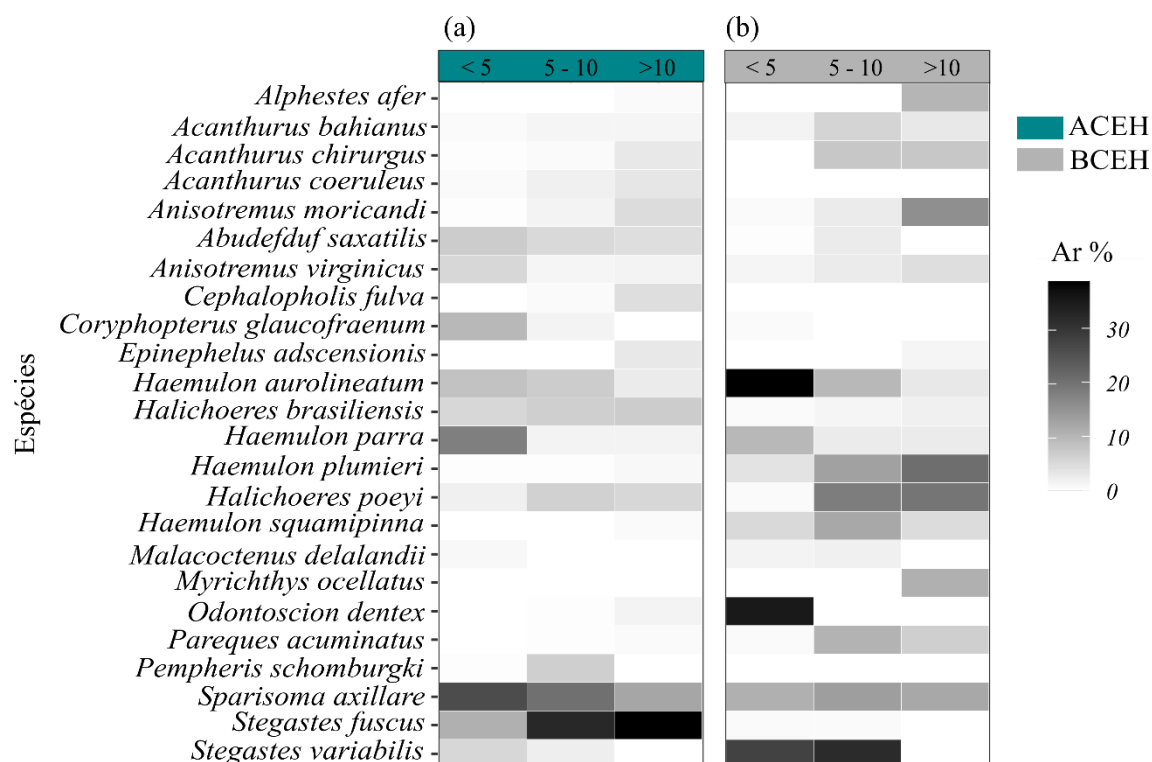 (a) (b)
< 5 5 - 10 >10 < 5 5 - 10 >10
Alphestes afer
Acanthurus bahianus
Acanthurus chirurgus
Acanthurus coeruleus
Anisotremus moricandi
Abudefduf saxatilis
Anisotremus virginicus
Cephalopholis fulva
Coryphopterus glaucofraenum
Epinephelus adscensionis
Haemulon aurolineatum
Halichoeres brasiliensis
Haemulon parra
Haemulon plumieri
Halichoeres poeyi
Haemulon squamipinna
Malacoctenus delalandii
Myrichthys ocellatus
Odontoscion dentex
Pareques acuminatus
Pempheris schomburgki
Sparisoma axillare
Stegastes fuscus
Stegastes variabilis
Espécies
ACEH
BCEH
Ar %
30
20
10
0